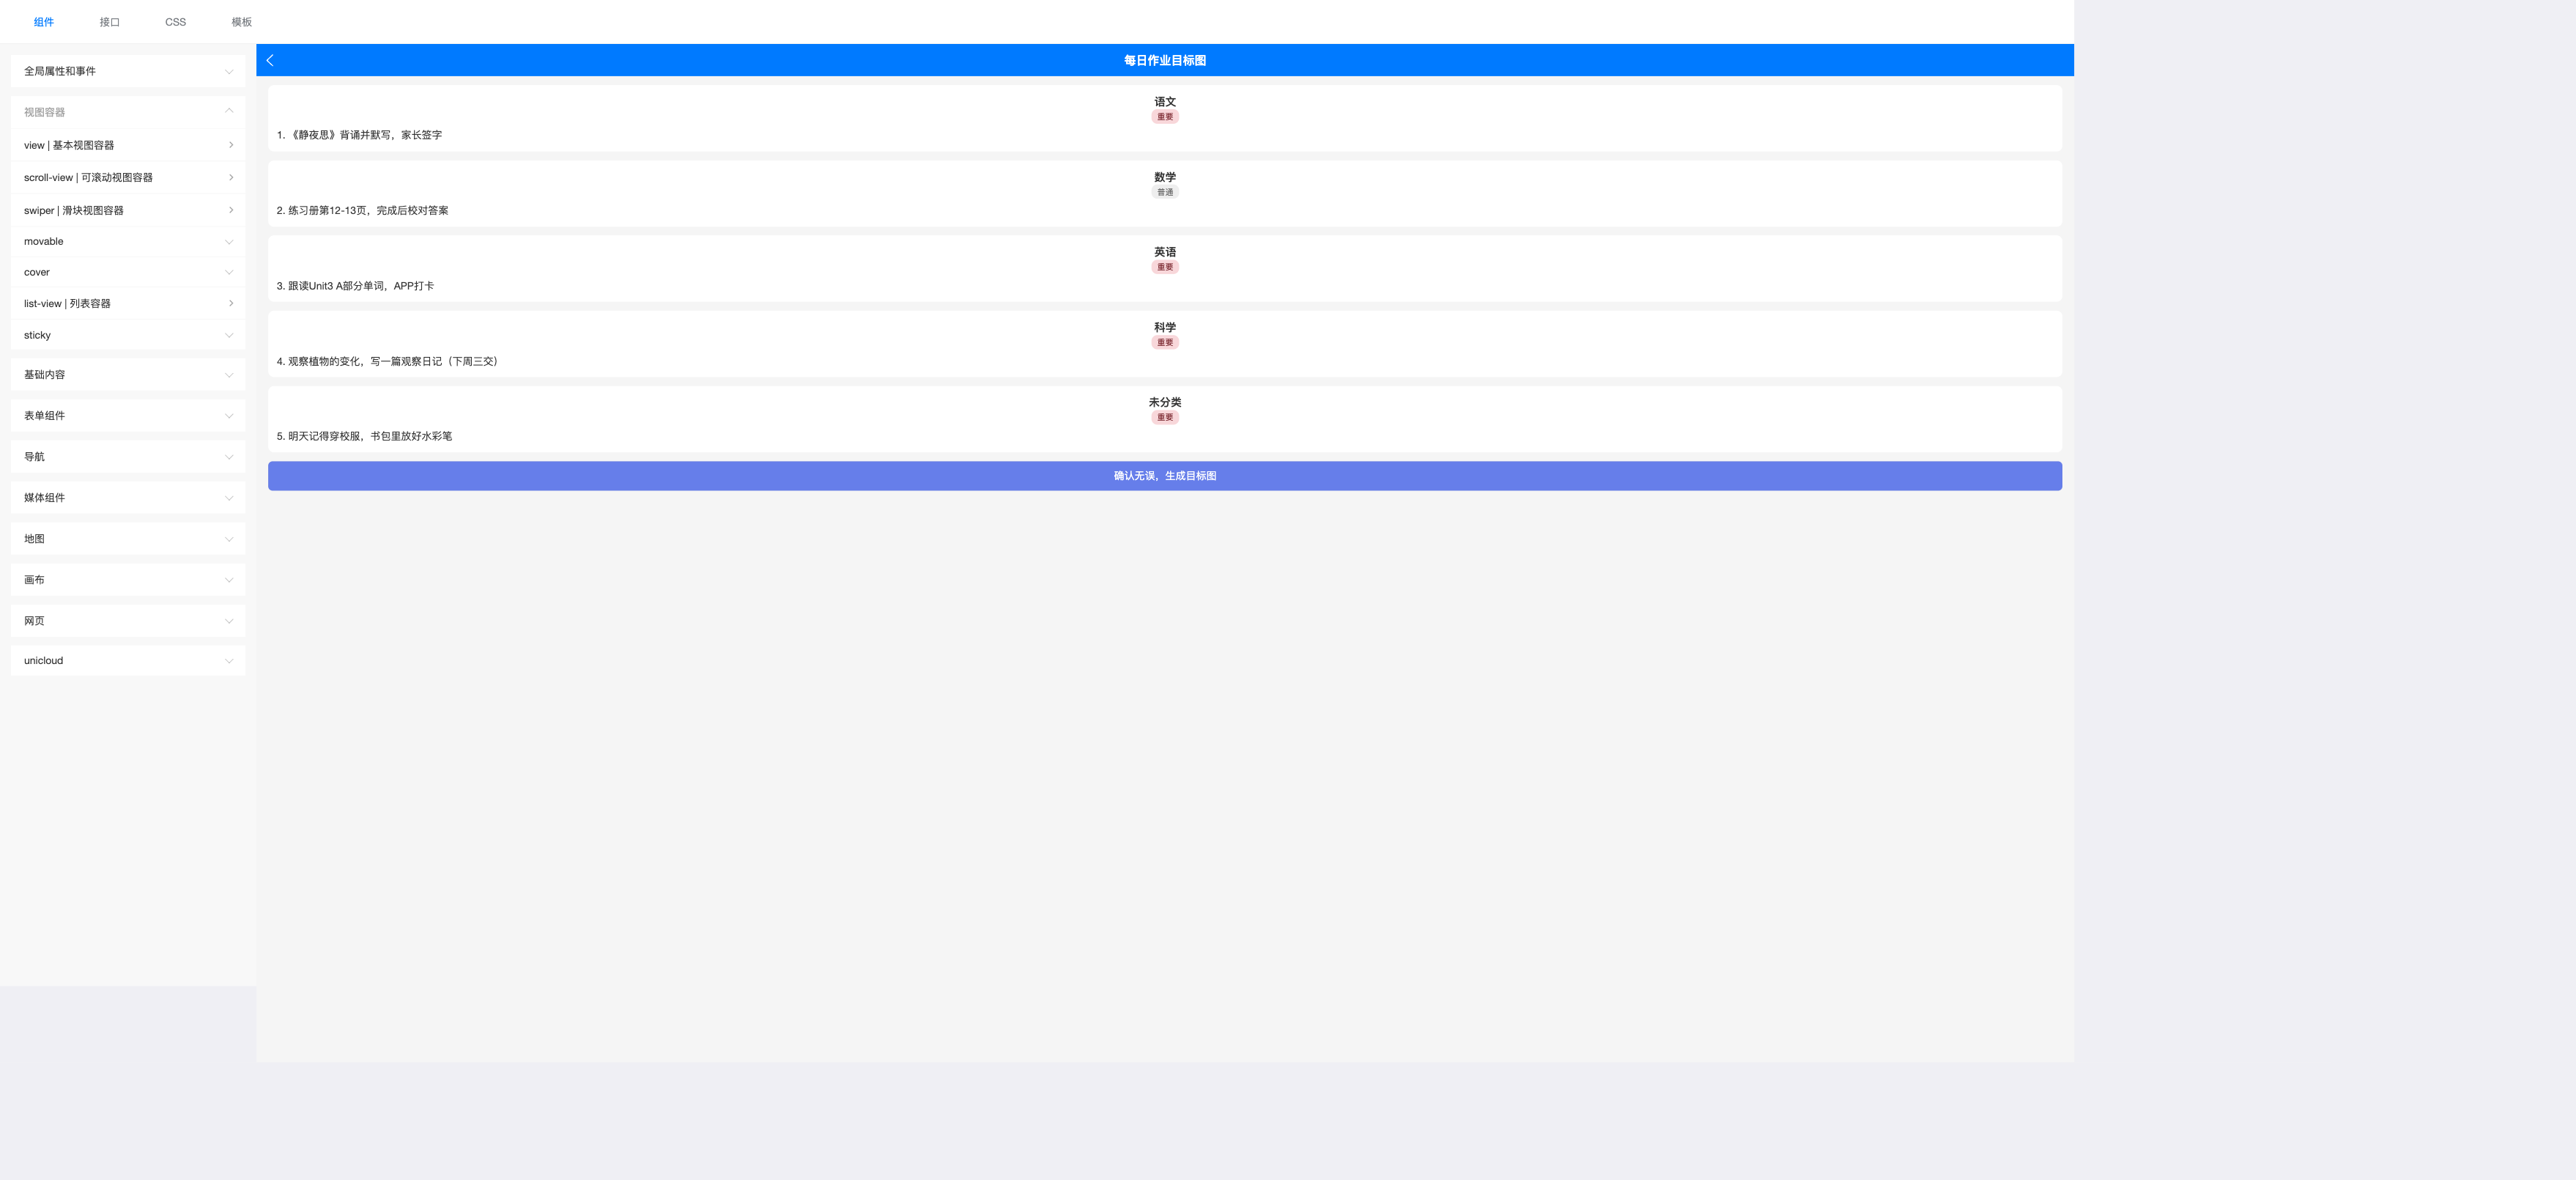 组件 接口 CSS 模板
全局属性和事件
视图容器
view | 基本视图容器
scroll-view | 可滚动视图容器
swiper | 滑块视图容器
movable
cover
list-view | 列表容器
sticky
基础内容
表单组件
导航
媒体组件
地图
画布
网页
unicloud
每日作业目标图
语文
重要
1. 《静夜思》背诵并默写，家长签字
数学
普通
2. 练习册第12-13页，完成后校对答案
英语
重要
3. 跟读Unit3 A部分单词，APP打卡
科学
重要
4. 观察植物的变化，写一篇观察日记（下周三交）
未分类
重要
5. 明天记得穿校服，书包里放好水彩笔
确认无误，生成目标图